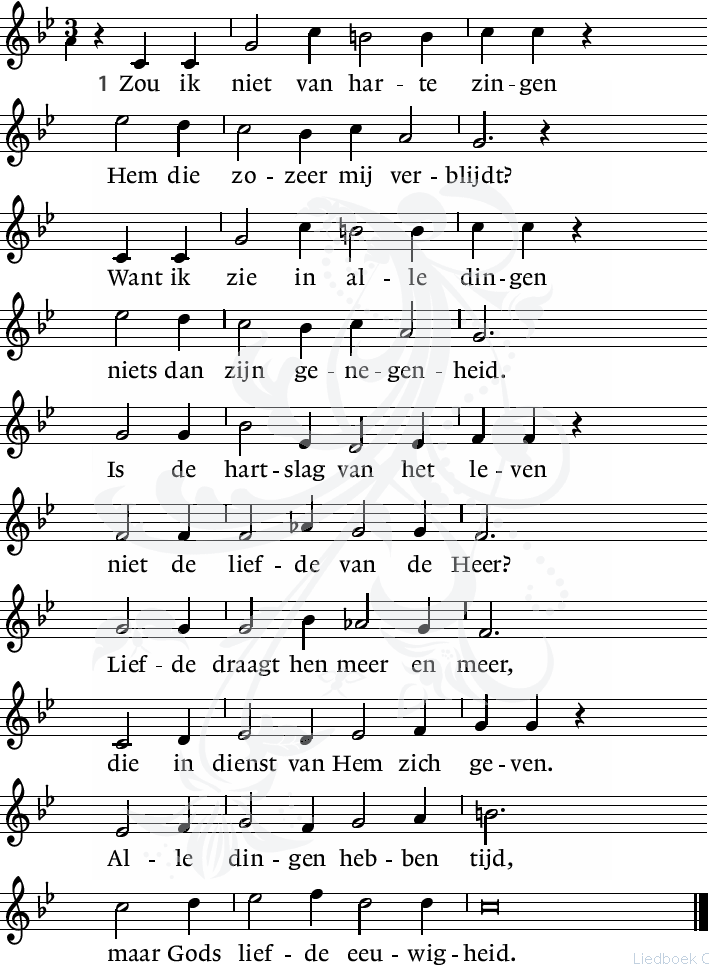 3
1 Zou ik niet van har - te zin - gen
Hem die zo - zeer mij ver - blijdt?
Want ik zie in al - le din - gen
niets dan zijn ge - ne - gen - heid.
Is de hart - slag van het le - ven
niet de lief - de van de Heer?
Lief - de draagt hen meer en meer,
die in dienst van Hem zich ge - ven.
Al - le din - gen heb - ben tijd,
maar Gods lief - de eeu - wig - heid.
Liedboek